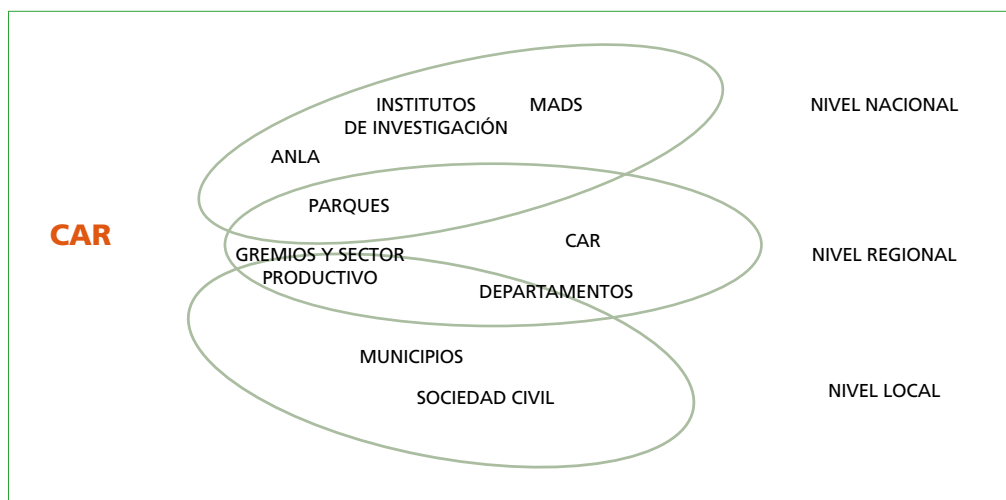 INSTITUTOS
DE INVESTIGACIÓN
MADS
NIVEL NACIONAL
ANLA
PARQUES
CAR
GREMIOS Y SECTOR
PRODUCTIVO
CAR
NIVEL REGIONAL
DEPARTAMENTOS
MUNICIPIOS
SOCIEDAD CIVIL
NIVEL LOCAL